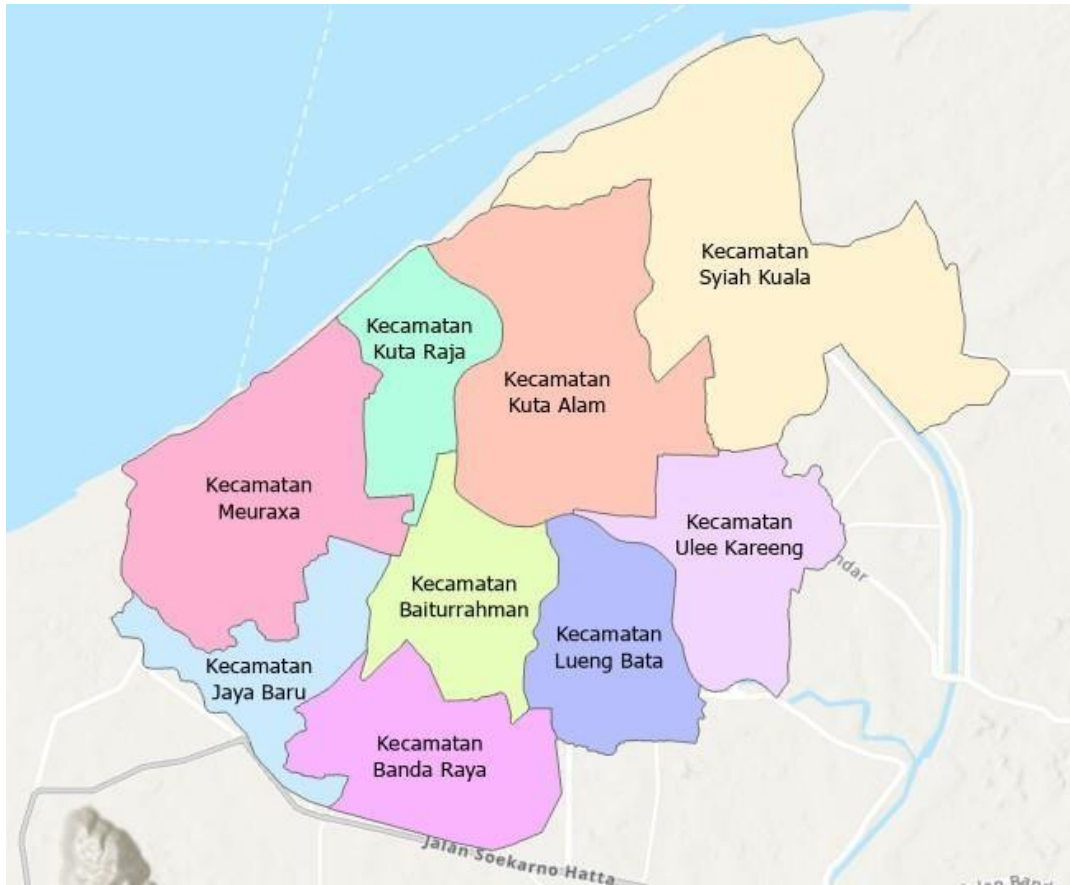 Kecamatan
Syiah Kuala
Kecamatan
Kuta Raja
Kecamatan
Kuta Alam
Kecamatan
Meuraxa
Kecamatan
Ulee Kareeng
Kecamatan
Baiturrahman
Kecamatan
Lueng Bata
Kecamatan
Jaya Baru
Kecamatan
Banda Raya
Jalan Soekarno Hatta